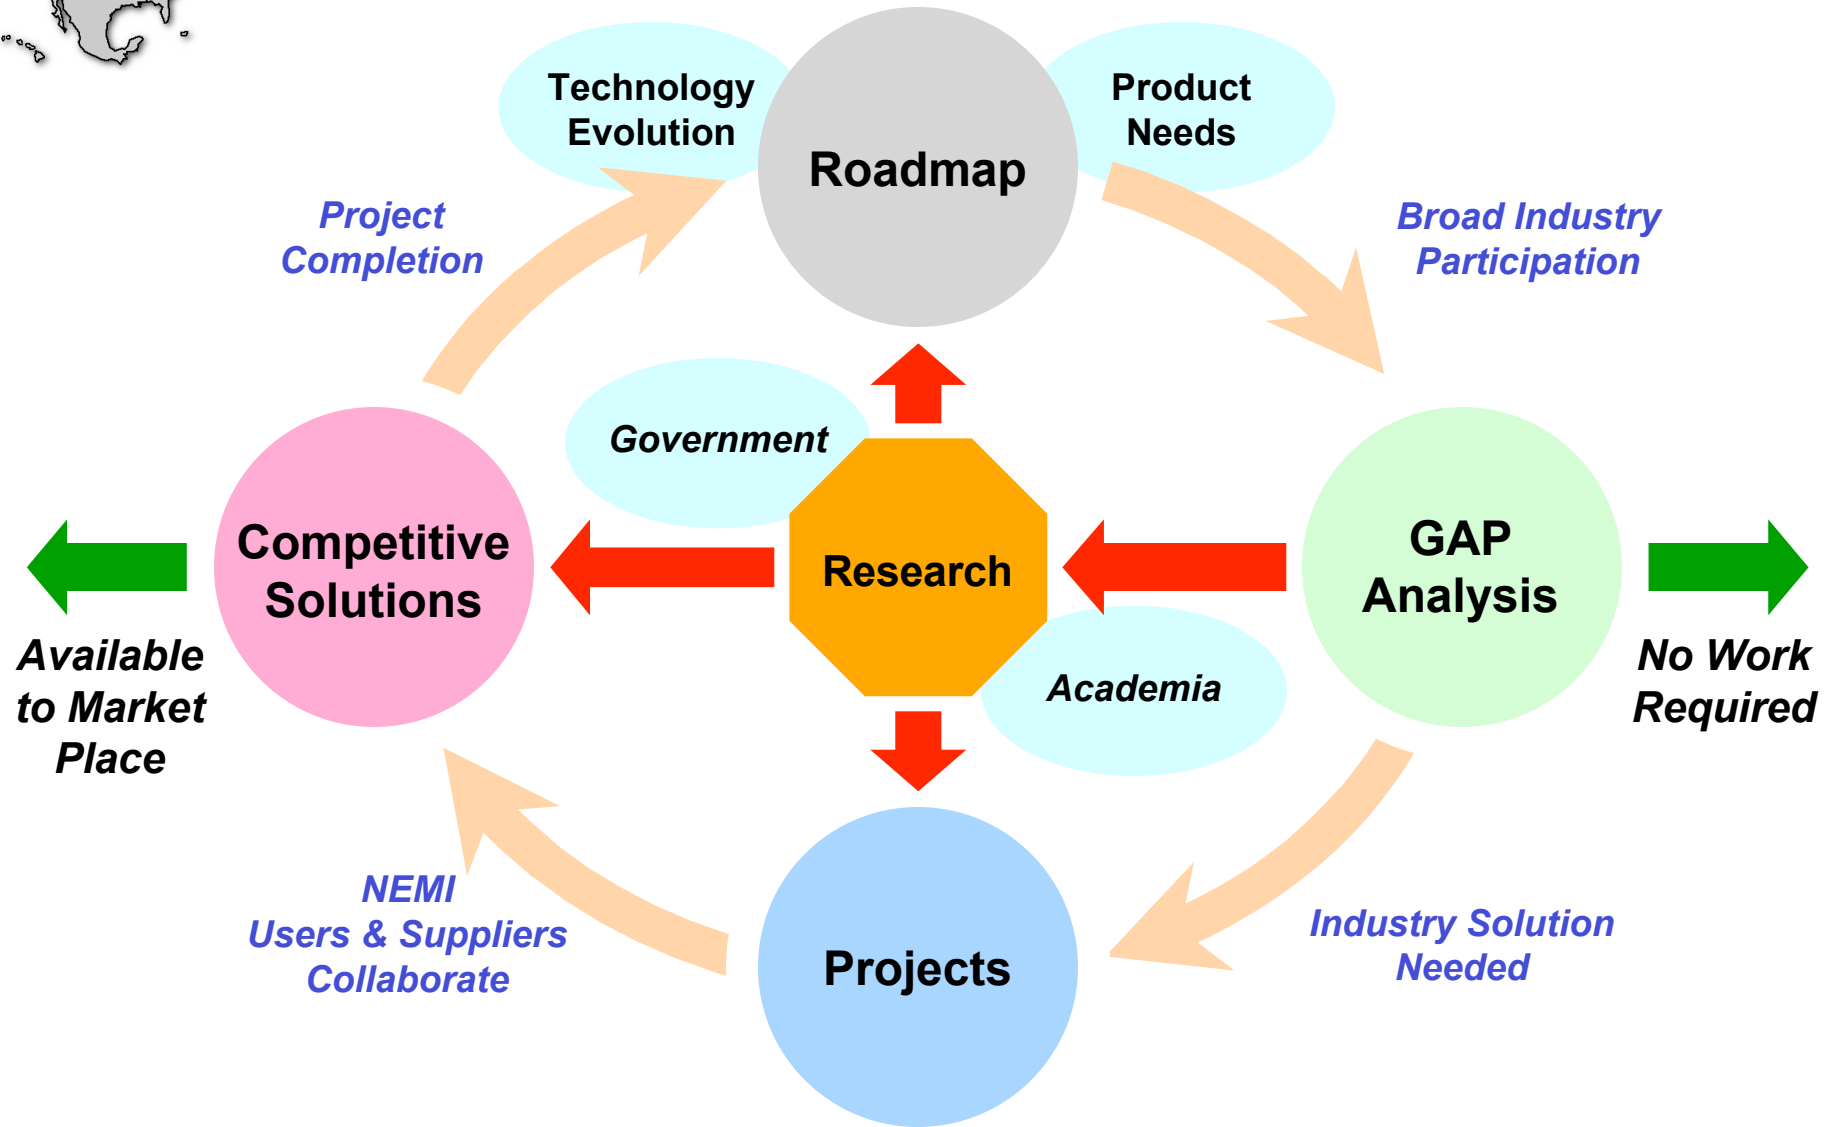 Technology
Evolution
Product
Needs
Roadmap
Project
Completion
Broad Industry
Participation
Government
Competitive
Solutions
Research
GAP
Analysis
Available
to Market
Place
Academia
No Work
Required
NEMI
Users & Suppliers
Collaborate
Projects
Industry Solution
Needed